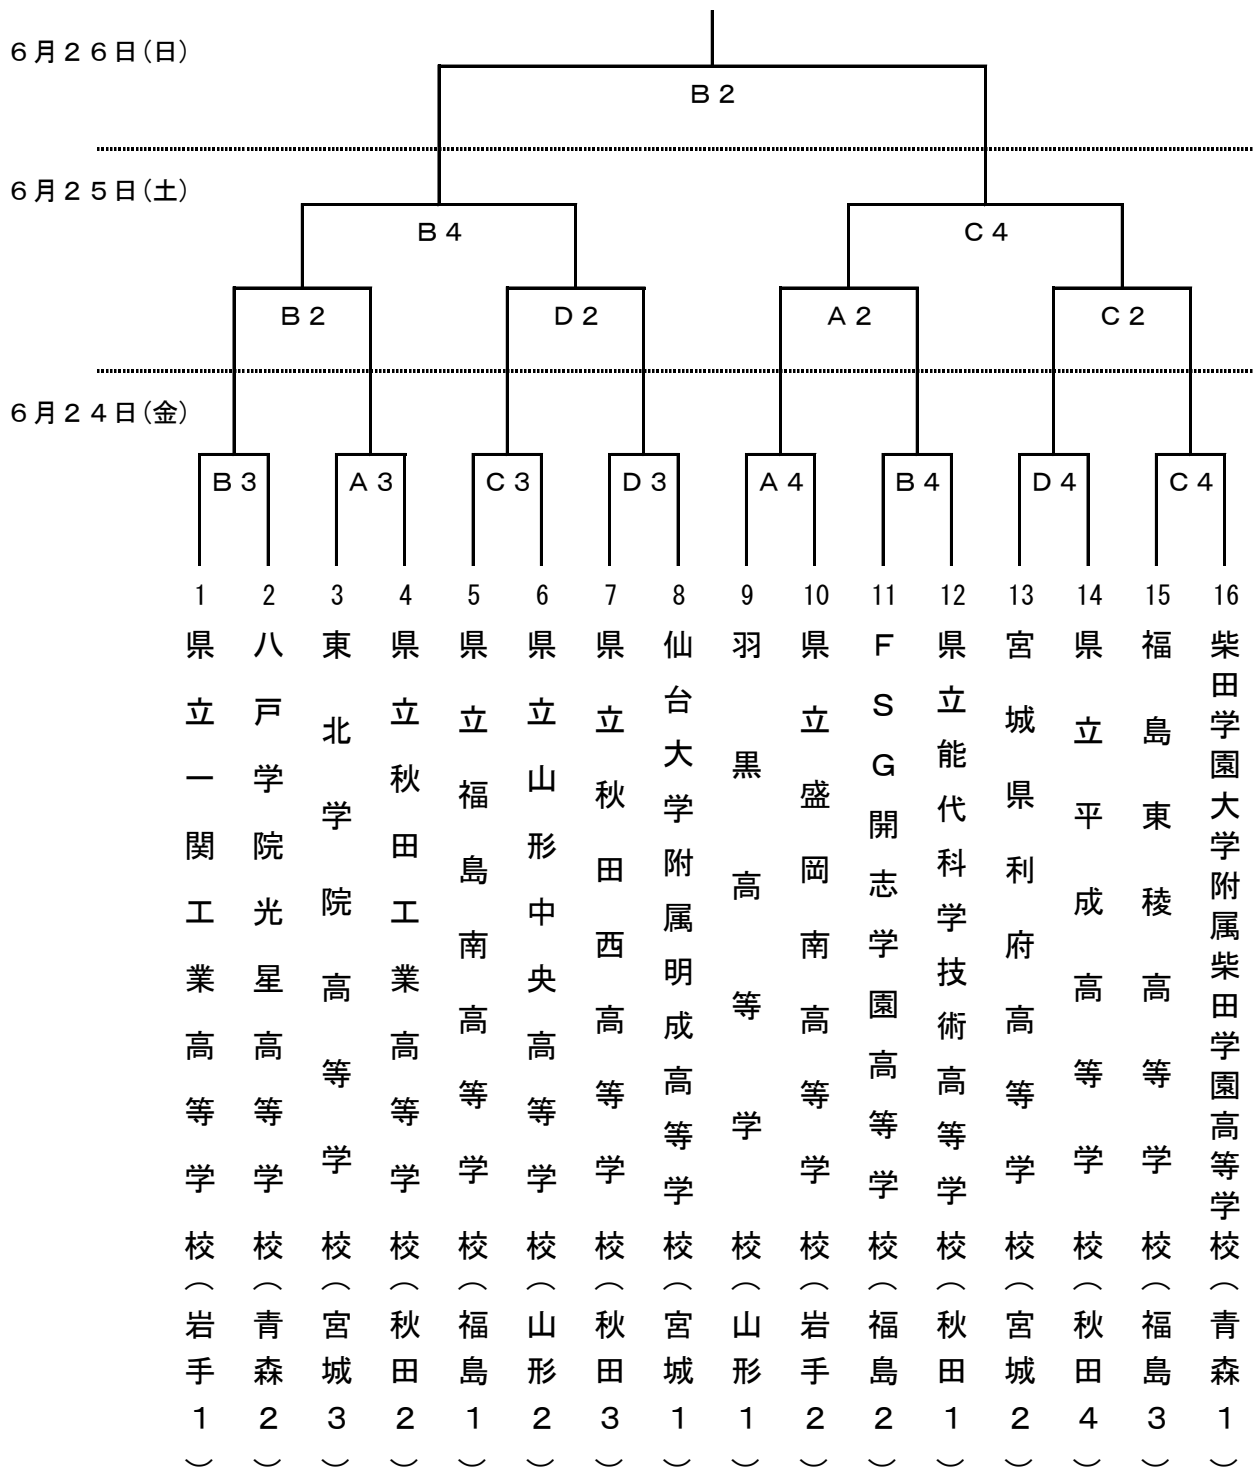 ６月２６日(日)
Ｂ２
６月２５日(土)
Ｂ４
Ｃ４
Ｂ２
Ｄ２
Ａ２
Ｃ２
６月２４日(金)
Ｂ３
Ａ３
Ｃ３
Ｄ３
Ａ４
Ｂ４
Ｄ４
Ｃ４
1
2
3
4
5
6
7
8
9
10
11
12
13
14
15
16
県立一関工業高等学校（岩手１）
八戸学院光星高等学校（青森２）
東北学院高等学校（宮城３）
県立秋田工業高等学校（秋田２）
県立福島南高等学校（福島１）
県立山形中央高等学校（山形２）
県立秋田西高等学校（秋田３）
仙台大学附属明成高等学校（宮城１）
羽黒高等学校（山形１）
県立盛岡南高等学校（岩手２）
ＦＳＧ開志学園高等学校（福島２）
県立能代科学技術高等学校（秋田１）
宮城県利府高等学校（宮城２）
県立平成高等学校（秋田４）
福島東稜高等学校（福島３）
柴田学園大学附属柴田学園高等学校（青森１）